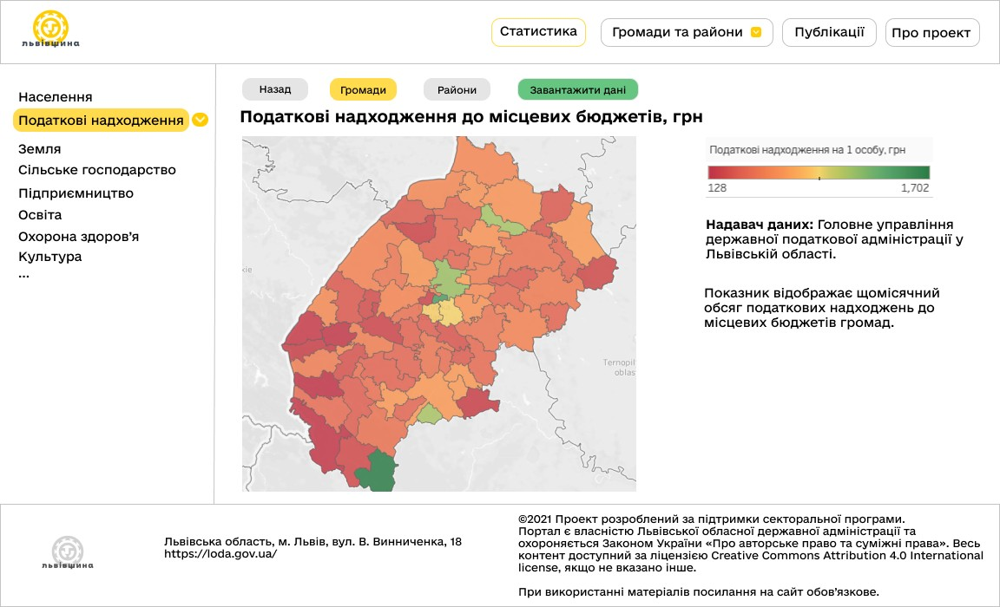 львівщина
Статистика
Громади та райони
Публікації
Про проект
Населення
Податкові надходження
Земля
Сільське господарство
Підприємництво
Освіта
Охорона здоров’я
Культура
...
Назад
Громади
Райони
Завантажити дані
Податкові надходження до місцевих бюджетів, грн
kie
Ternopil'
oblas
Податкові надходження на 1 особу, грн
128
1,702
Надавач даних: Головне управління
державної податкової адміністрації у
Львівській області.
Показник відображає щомісячний
обсяг податкових надходжень до
місцевих бюджетів громад.
львівщина
Львівська область, м. Львів, вул. В. Винниченка, 18
https://loda.gov.ua/
©2021 Проект розроблений за підтримки секторальної програми.
Портал є власністю Львівської обласної державної адміністрації та
охороняється Законом України «Про авторське право та суміжні права». Весь
контент доступний за ліцензією Creative Commons Attribution 4.0 International
license, якщо не вказано інше.
При використанні матеріалів посилання на сайт обов’язкове.